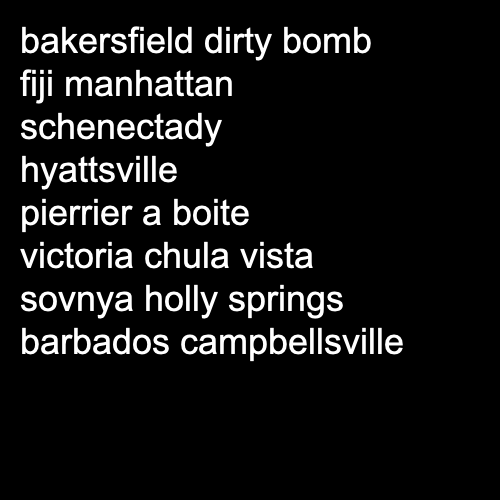 bakersfield dirty bomb
fiji manhattan
schenectady
hyattsville
pierrier a boite
victoria chula vista
sovnya holly springs
barbados campbellsville